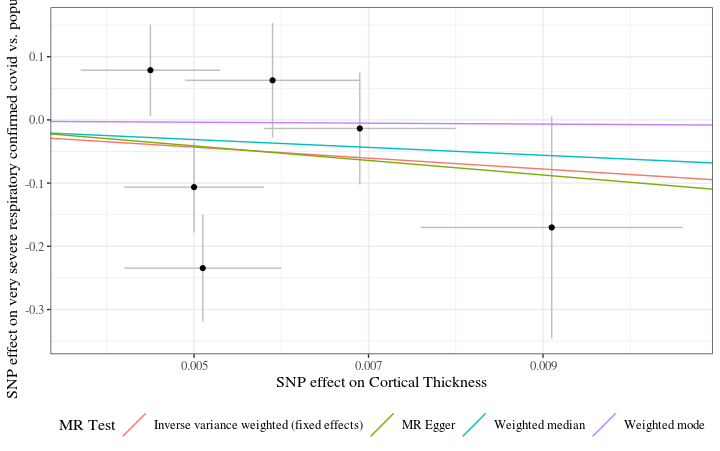 SNP effect on very severe respiratory confirmed covid vs. popu
0.1
0.0
-0.1
-0.2
-0.3
0.005 0.007 0.009
SNP effect on Cortical Thickness
MR Test Inverse variance weighted (fixed effects) MR Egger Weighted median Weighted mode